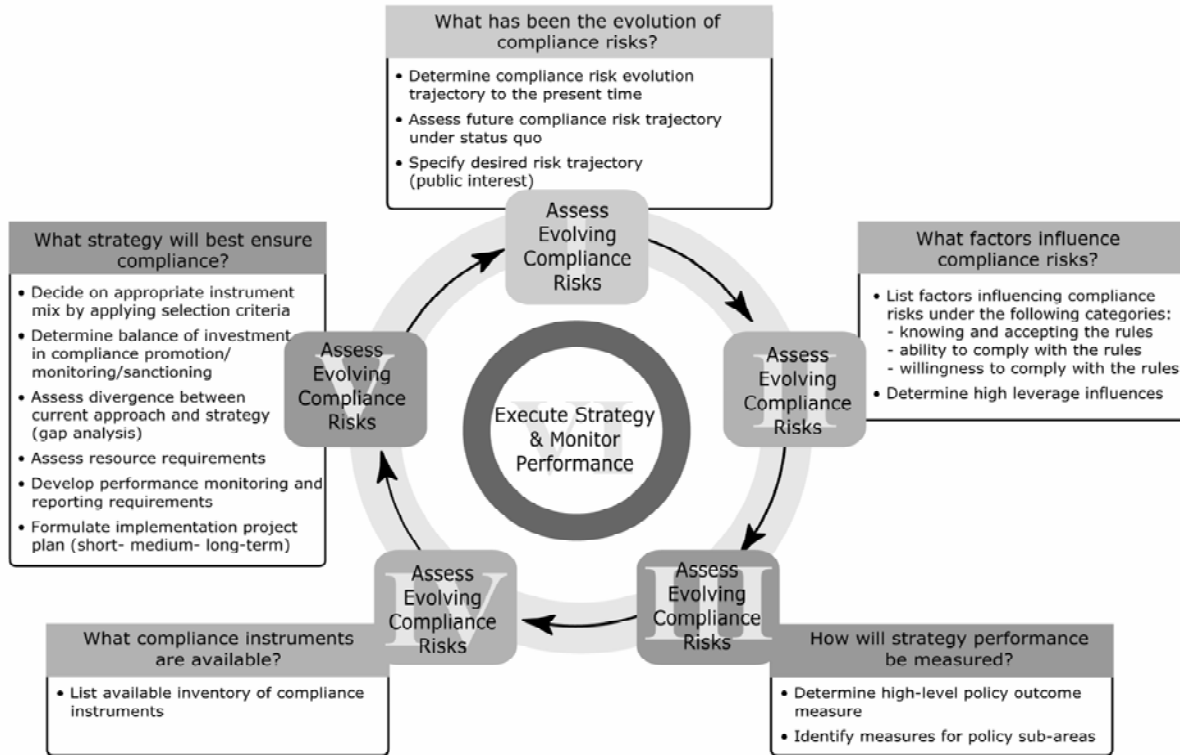 What has been the evolution of
compliance risks?
• Determine compliance risk evolution
trajectory to the present time
• Assess future compliance risk trajectory
under status quo
• Specify desired risk trajectory
(public interest)
I
Assess
Evolving
Compliance
Risks
What factors influence
compliance risks?
• List factors influencing compliance
risks under the following categories:
- knowing and accepting the rules
- ability to comply with the rules
- willingness to comply with the rules
• Determine high leverage influences
II
Assess
Evolving
Compliance
Risks
How will strategy performance
be measured?
• Determine high-level policy outcome
measure
• Identify measures for policy sub-areas
III
Assess
Evolving
Compliance
Risks
What compliance instruments
are available?
• List available inventory of compliance
instruments
IV
Assess
Evolving
Compliance
Risks
What strategy will best ensure
compliance?
• Decide on appropriate instrument
mix by applying selection criteria
• Determine balance of investment
in compliance promotion/
monitoring/sanctioning
• Assess divergence between
current approach and strategy
(gap analysis)
• Assess resource requirements
• Develop performance monitoring and
reporting requirements
• Formulate implementation project
plan (short- medium- long-term)
V
Assess
Evolving
Compliance
Risks
VI
Execute Strategy
& Monitor
Performance